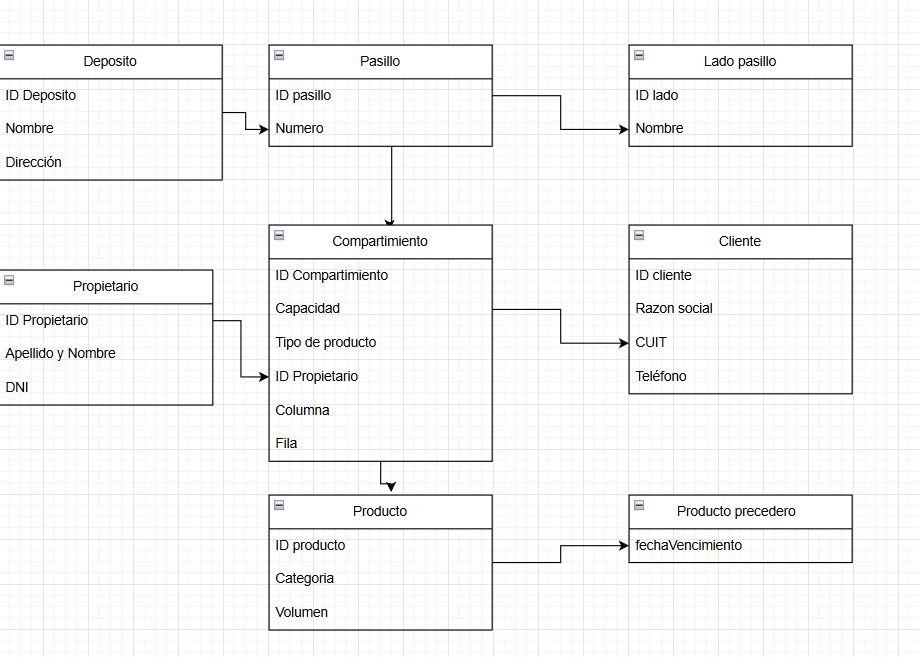 Deposito
ID Deposito
Nombre
Dirección
Pasillo
ID pasillo
Numero
Lado pasillo
ID lado
Nombre
Propietario
ID Propietario
Apellido y Nombre
DNI
Compartimiento
ID Compartimiento
Capacidad
Tipo de producto
ID Propietario
Columna
Fila
Cliente
ID cliente
Razon social
CUIT
Teléfono
Producto
ID producto
Categoria
Volumen
Producto precedero
fechaVencimiento